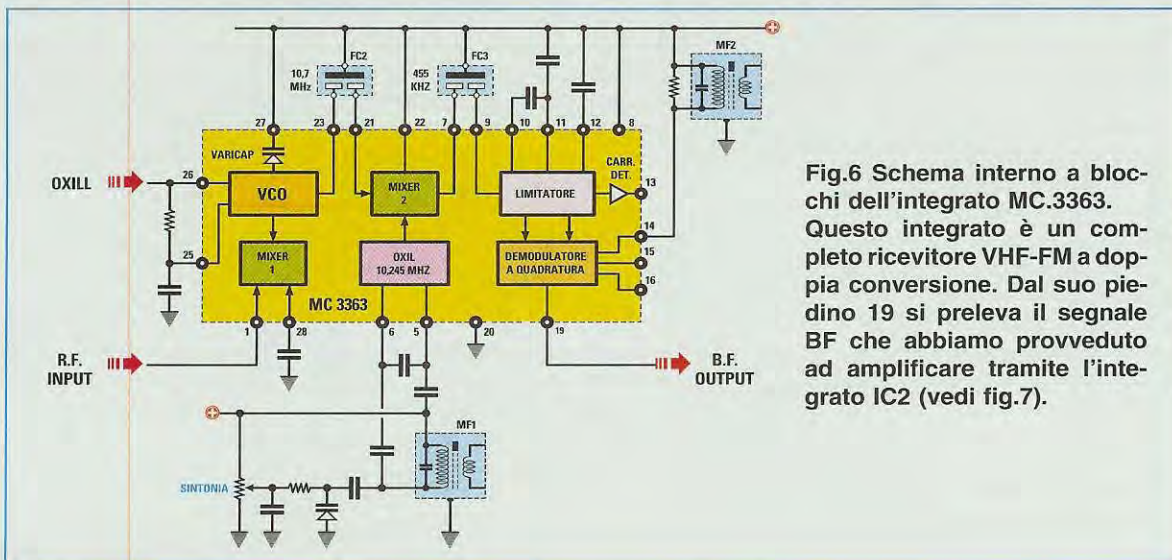 FC2
10,7
MHz
FC3
455
KHZ
MF2
27
23
21
22
7
9
10
11
12
8
VARICAP
CARR.
DET.
OXILL
26
VCO
MIXER
2
LIMITATORE
13
14
25
MIXER
1
OXIL
10,245 MHZ
DEMODULATORE
A QUADRATURA
15
16
MC 3363
1
28
6
5
20
19
R.F.
INPUT
B.F.
OUTPUT
MF1
SINTONIA
Fig.6 Schema interno a bloc-
chi dell'integrato MC.3363.
Questo integrato è un com-
pleto ricevitore VHF-FM a dop-
pia conversione. Dal suo pie-
dino 19 si preleva il segnale
BF che abbiamo provveduto
ad amplificare tramite l'inte-
grato IC2 (vedi fig.7).